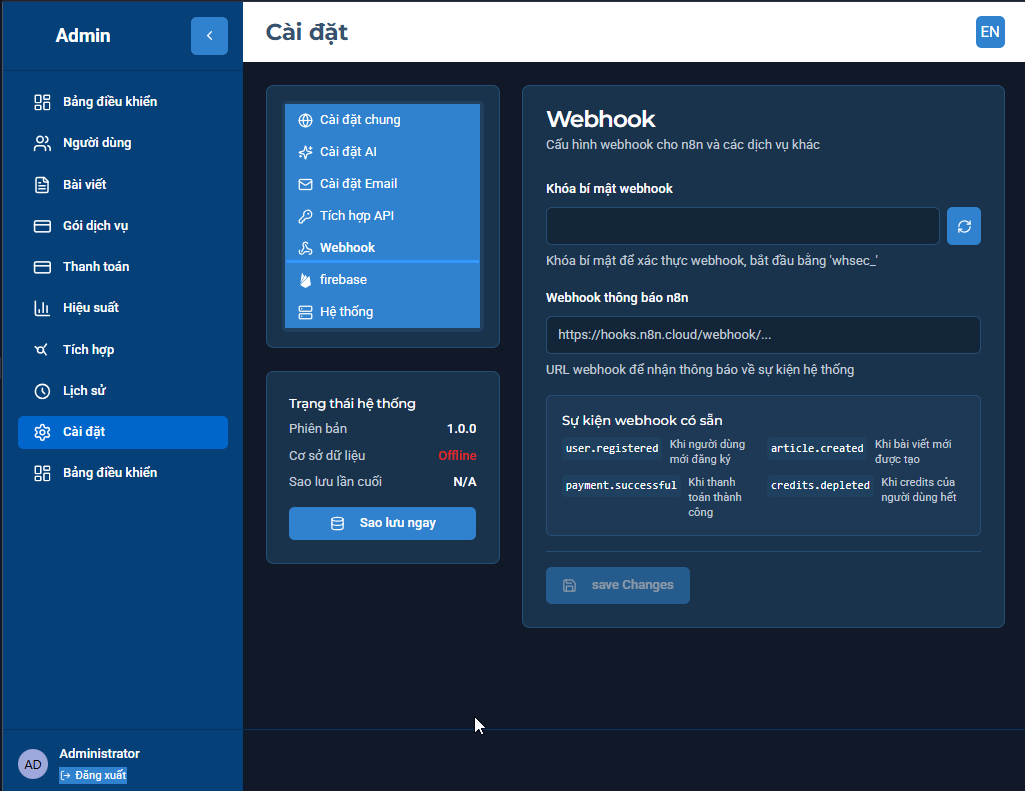 Admin
Bảng điều khiển
Người dùng
Bài viết
Gói dịch vụ
Thanh toán
Hiệu suất
Tích hợp
Lịch sử
Cài đặt
Bảng điều khiển
AD
Administrator
Đăng xuất
Cài đặt
EN
Cài đặt chung
Cài đặt AI
Cài đặt Email
Tích hợp API
Webhook
firebase
Hệ thống
Trạng thái hệ thống
Phiên bản 1.0.0
Cơ sở dữ liệu Offline
Sao lưu lần cuối N/A
Sao lưu ngay
Webhook
Cấu hình webhook cho n8n và các dịch vụ khác
Khóa bí mật webhook
Khóa bí mật để xác thực webhook, bắt đầu bằng 'whsec_'
Webhook thông báo n8n
https://hooks.n8n.cloud/webhook/...
URL webhook để nhận thông báo về sự kiện hệ thống
Sự kiện webhook có sẵn
user.registered
Khi người dùng
mới đăng ký
article.created
Khi bài viết mới
được tạo
payment.successful
Khi thanh
toán thành
công
credits.depleted
Khi credits của
người dùng hết
save Changes